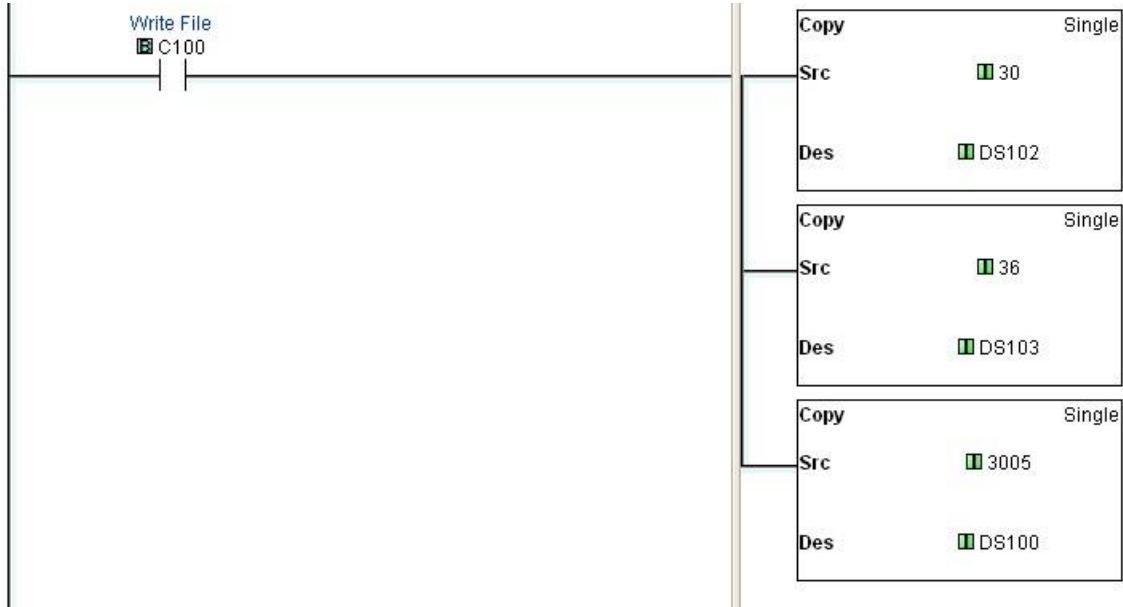 Write File
B C100
Copy Single
Src 30
Des DS102
Copy Single
Src 36
Des DS103
Copy Single
Src 3005
Des DS100